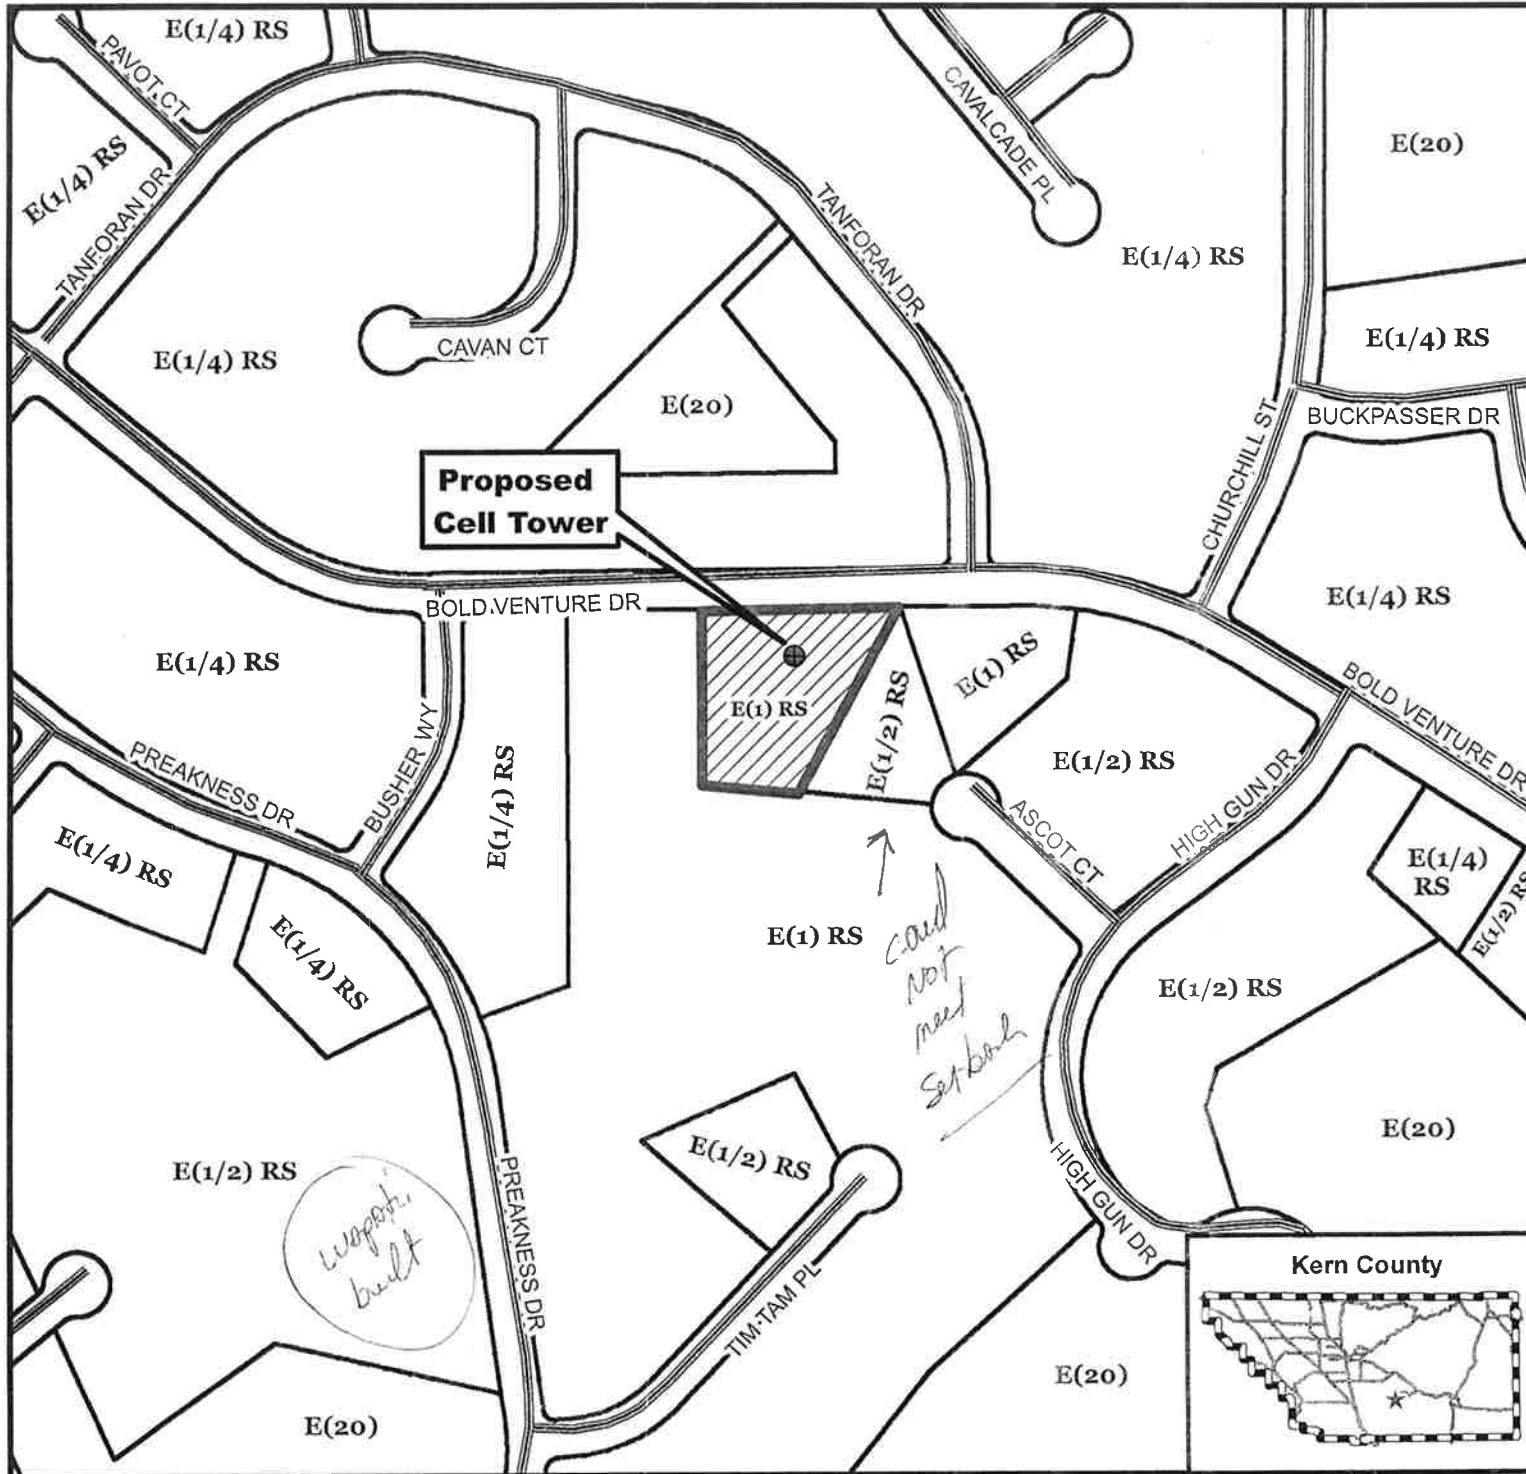 E(1/4) RS
PAVOT CT
E(1/4) RS
TANFORAN DR
CAVALCADE PL
E(20)
TANFORAN DR
E(1/4) RS
E(1/4) RS
CAVAN CT
E(1/4) RS
E(20)
CHURCHILL ST
BUCKPASSER DR
Proposed
Cell Tower
BOLD VENTURE DR
E(1/4) RS
E(1/4) RS
E(1) RS
E(1) RS
E(1/2) RS
BOLD VENTURE DR
BUSHER WY
PREAKNESS DR
E(1/4) RS
E(1/2) RS
HIGH GUN DR
ASCOT CT
E(1/4) RS
E(1/4)
RS
E(1/2) RS
E(1/4) RS
E(1) RS
could
not
meet
Setback
E(1/2) RS
E(20)
E(1/2) RS
E(1/2) RS
built
PREAKNESS DR
HIGH GUN DR
TIM-TAM PL
E(20)
E(20)
Kern County